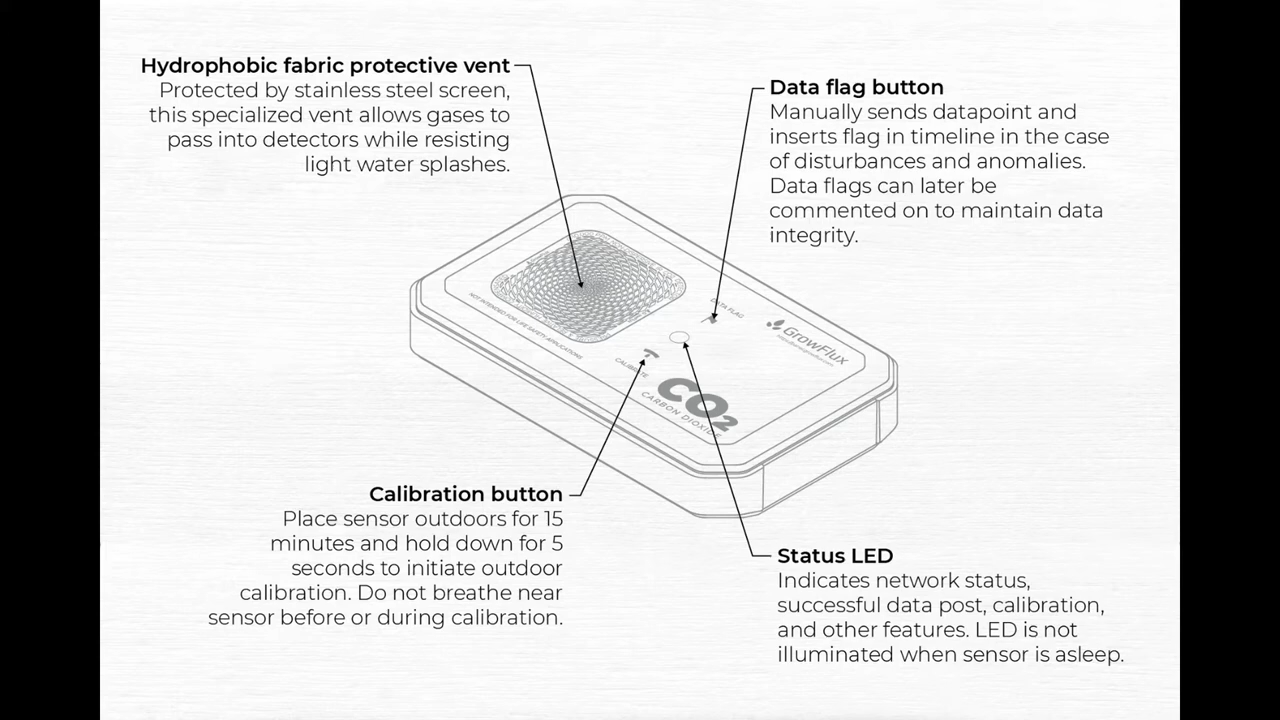 Hydrophobic fabric protective vent
Protected by stainless steel screen,
this specialized vent allows gases to
pass into detectors while resisting
light water splashes.
Data flag button
Manually sends datapoint and
inserts flag in timeline in the case
of disturbances and anomalies.
Data flags can later be
commented on to maintain data
integrity.
DATA FLAG
GrowFlux
NOT INTENDED FOR LIFE SAFETY APPLICATIONS
CALIBRATE
CO2
CARBON DIOXIDE
Calibration button
Place sensor outdoors for 15
minutes and hold down for 5
seconds to initiate outdoor
calibration. Do not breathe near
sensor before or during calibration.
Status LED
Indicates network status,
successful data post, calibration,
and other features. LED is not
illuminated when sensor is asleep.